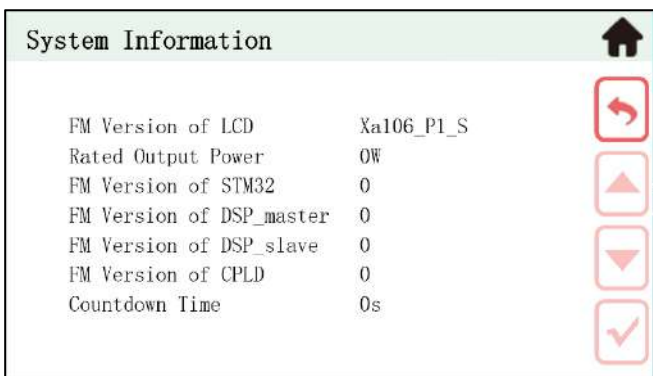 System Information
FM Version of LCD Xa106_P1_S
Rated Output Power 0W
FM Version of STM32 0
FM Version of DSP_master 0
FM Version of DSP_slave 0
FM Version of CPLD 0
Countdown Time 0s